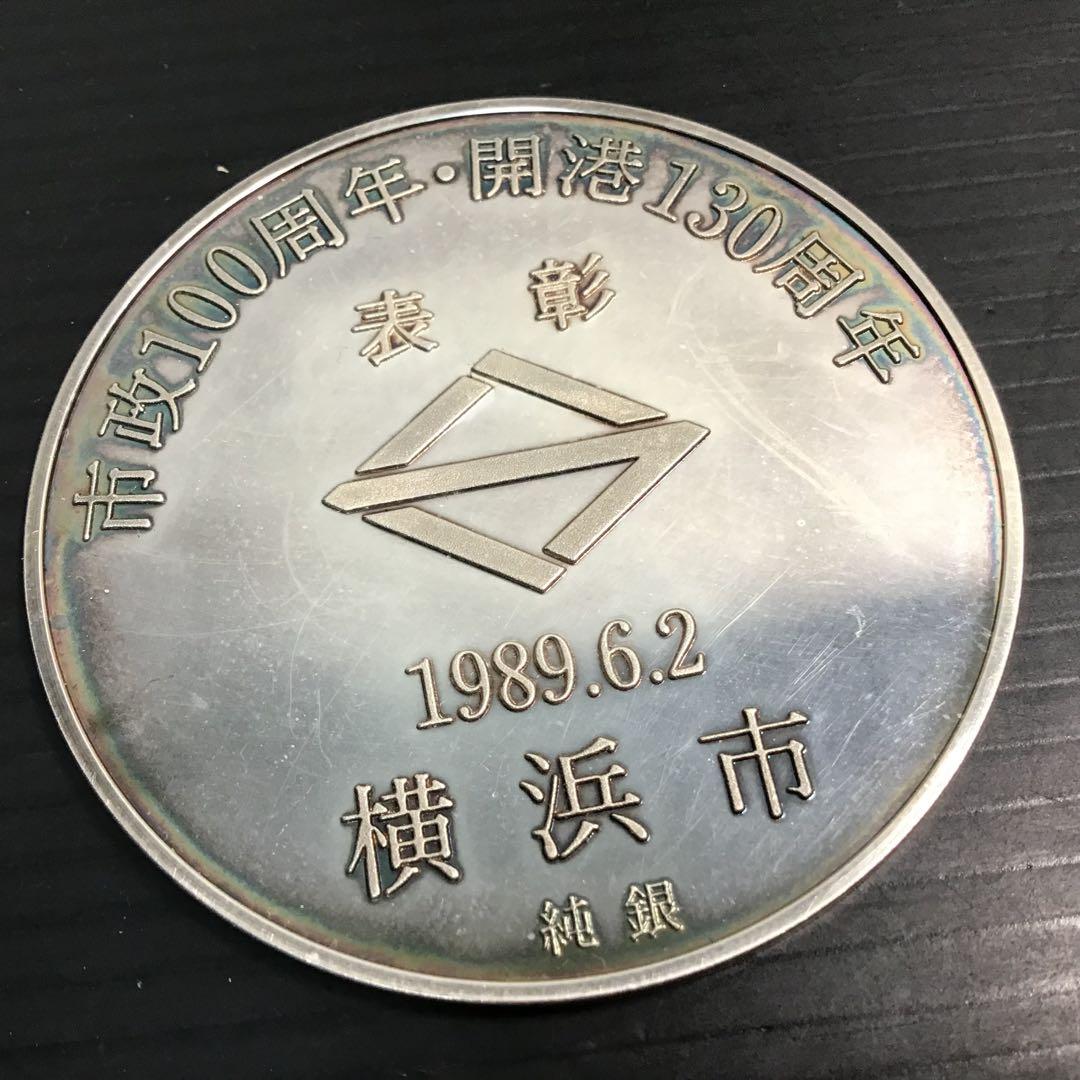 市政100周年・開港130周年
表彰
1989.6.2
横浜市
純銀